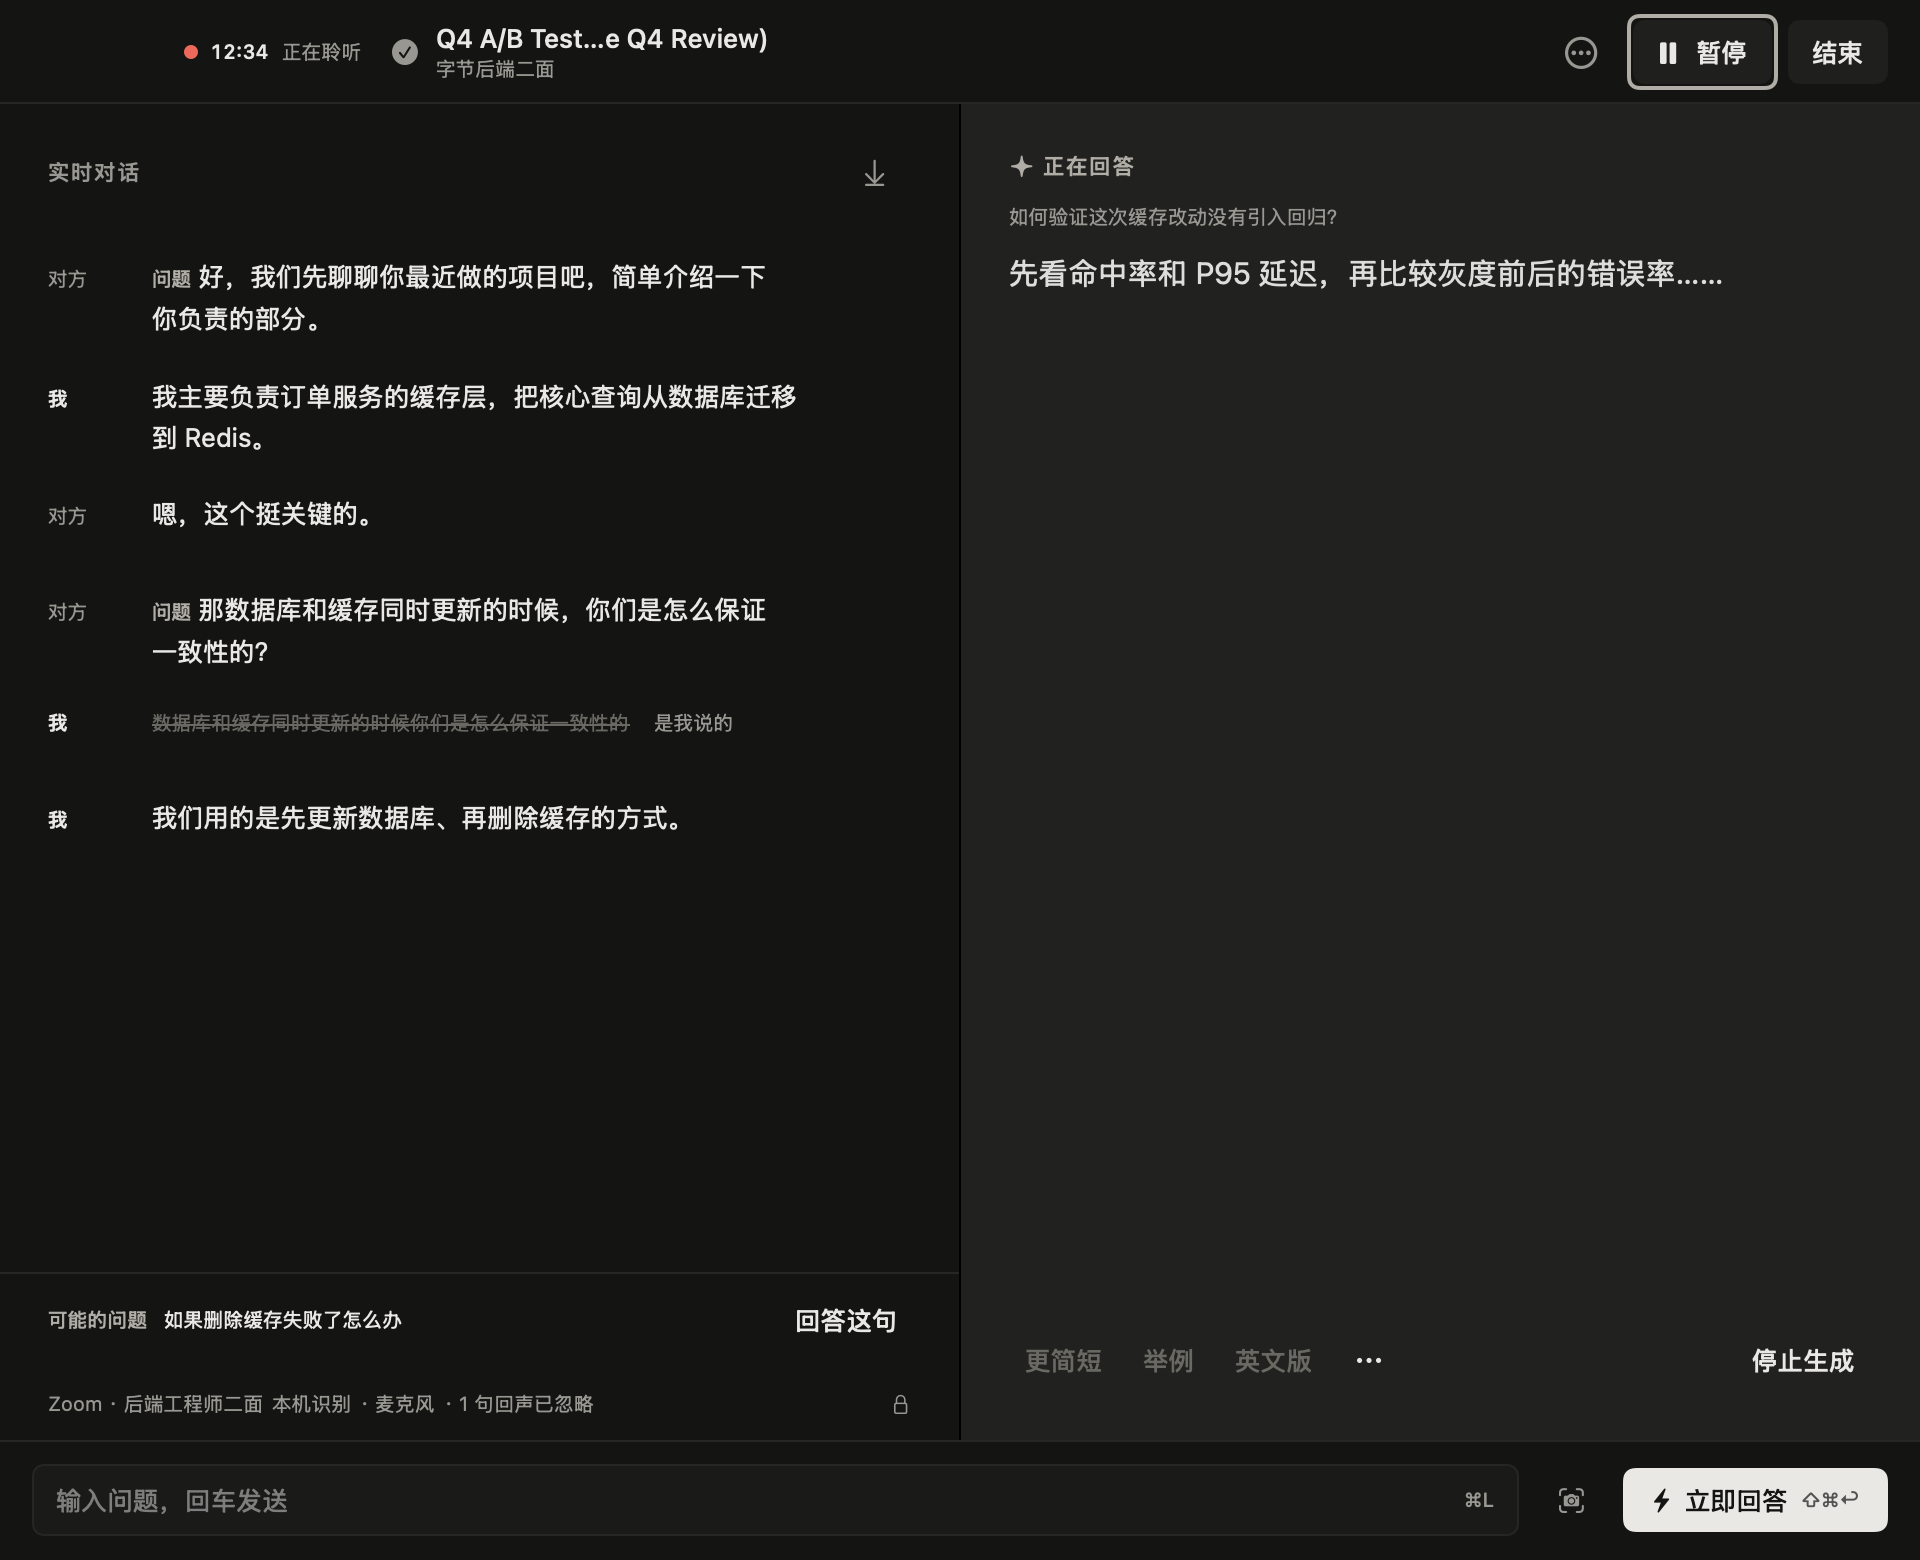 12:34 正在聆听
Q4 A/B Test...e Q4 Review)
字节后端二面
暂停
结束
实时对话
对方
问题 好，我们先聊聊你最近做的项目吧，简单介绍一下
你负责的部分。
我
我主要负责订单服务的缓存层，把核心查询从数据库迁移
到 Redis。
对方
嗯，这个挺关键的。
对方
问题 那数据库和缓存同时更新的时候，你们是怎么保证
一致性的?
我
数据库和缓存同时更新的时候你们是怎么保证一致性的 是我说的
我
我们用的是先更新数据库、再删除缓存的方式。
可能的问题 如果删除缓存失败了怎么办
回答这句
Zoom · 后端工程师二面 本机识别 · 麦克风 · 1 句回声已忽略
正在回答
如何验证这次缓存改动没有引入回归?
先看命中率和 P95 延迟，再比较灰度前后的错误率......
更简短
举例
英文版
停止生成
输入问题，回车发送
⌘L
立即回答 ⇧⌘↩